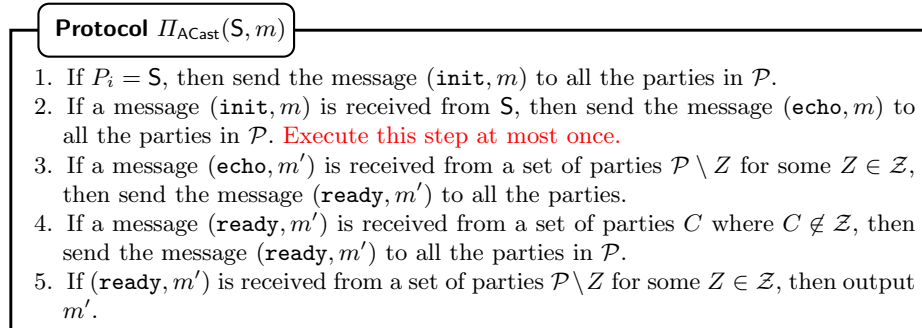 Protocol Π_ACast(S, m)
1. If P_i = S, then send the message (init, m) to all the parties in 𝒫.
2. If a message (init, m) is received from S, then send the message (echo, m) to
all the parties in 𝒫. Execute this step at most once.
3. If a message (echo, m′) is received from a set of parties 𝒫 \ Z for some Z ∈ 𝒵,
then send the message (ready, m′) to all the parties.
4. If a message (ready, m′) is received from a set of parties C where C ∉ 𝒵, then
send the message (ready, m′) to all the parties in 𝒫.
5. If (ready, m′) is received from a set of parties 𝒫\Z for some Z ∈ 𝒵, then output
m′.